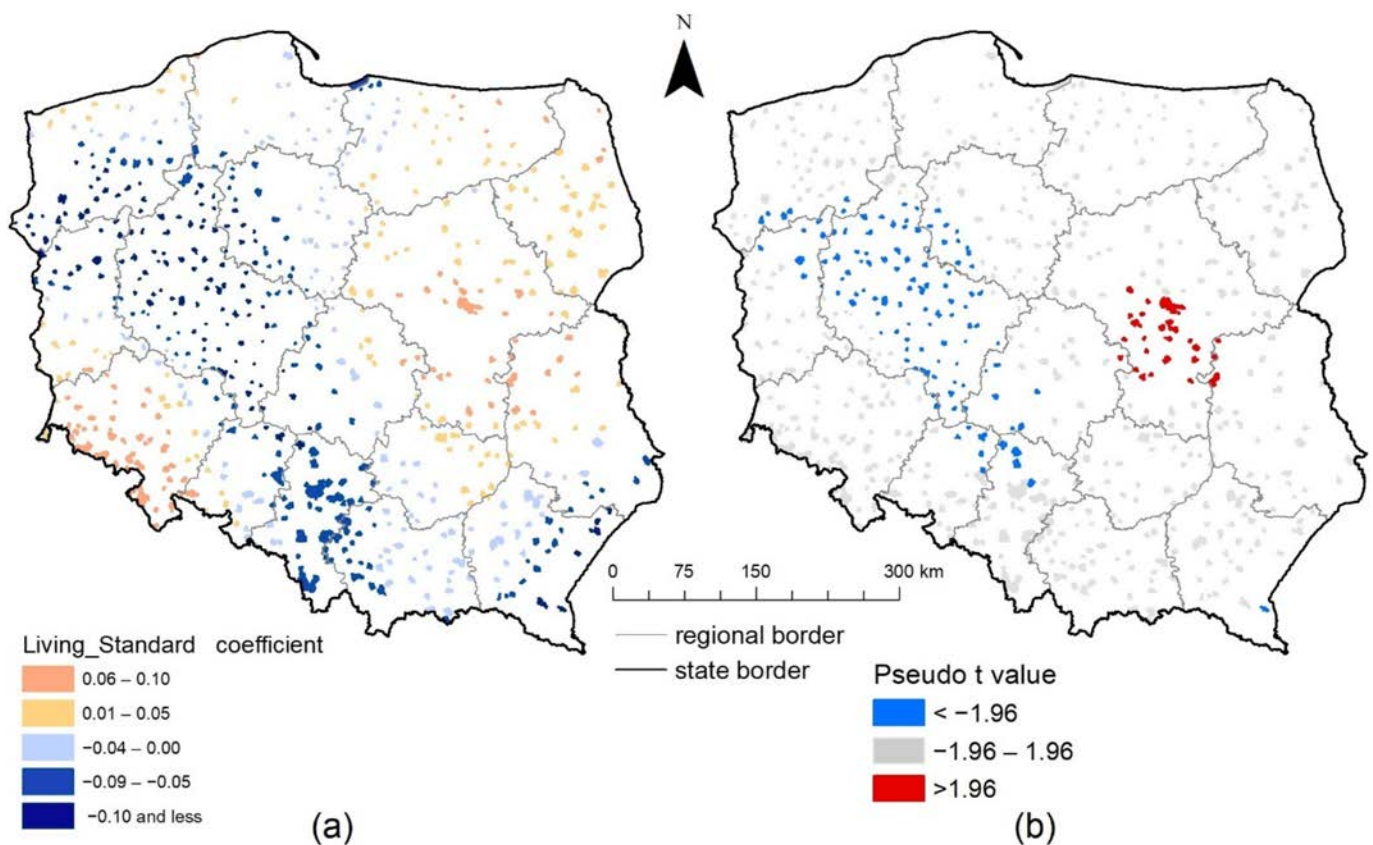 N
0 75 150 300 km
regional border
state border
Living_Standard coefficient
0.06 – 0.10
0.01 – 0.05
−0.04 – 0.00
−0.09 – −0.05
−0.10 and less
(a)
Pseudo t value
< −1.96
−1.96 – 1.96
>1.96
(b)